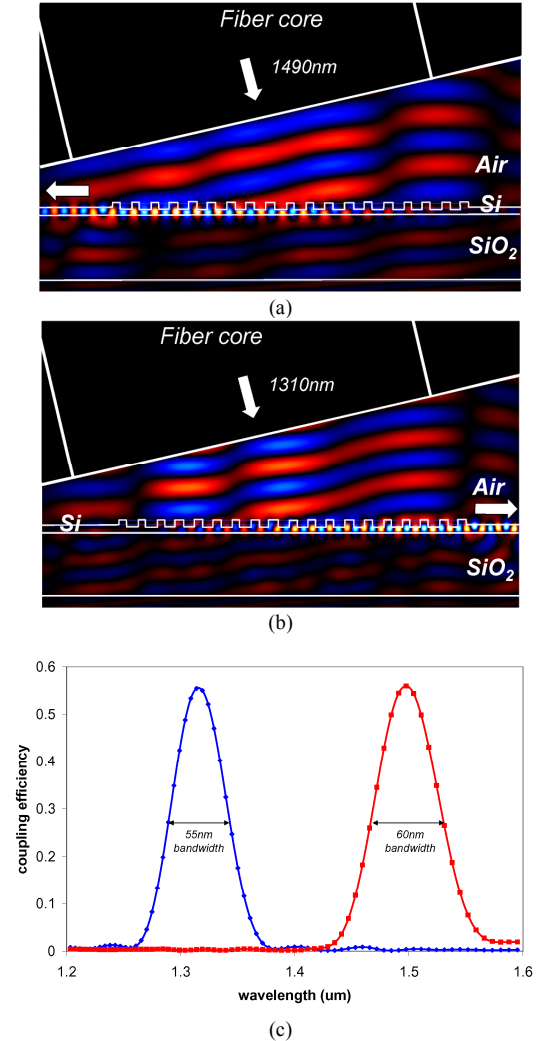 Fiber core
1490nm
Air
Si
SiO2
(a)
Fiber core
1310nm
Air
Si
SiO2
(b)
0.6
0.5
0.4
0.3
0.2
0.1
0
coupling efficiency
55nm
bandwidth
60nm
bandwidth
1.2 1.3 1.4 1.5 1.6
wavelength (um)
(c)